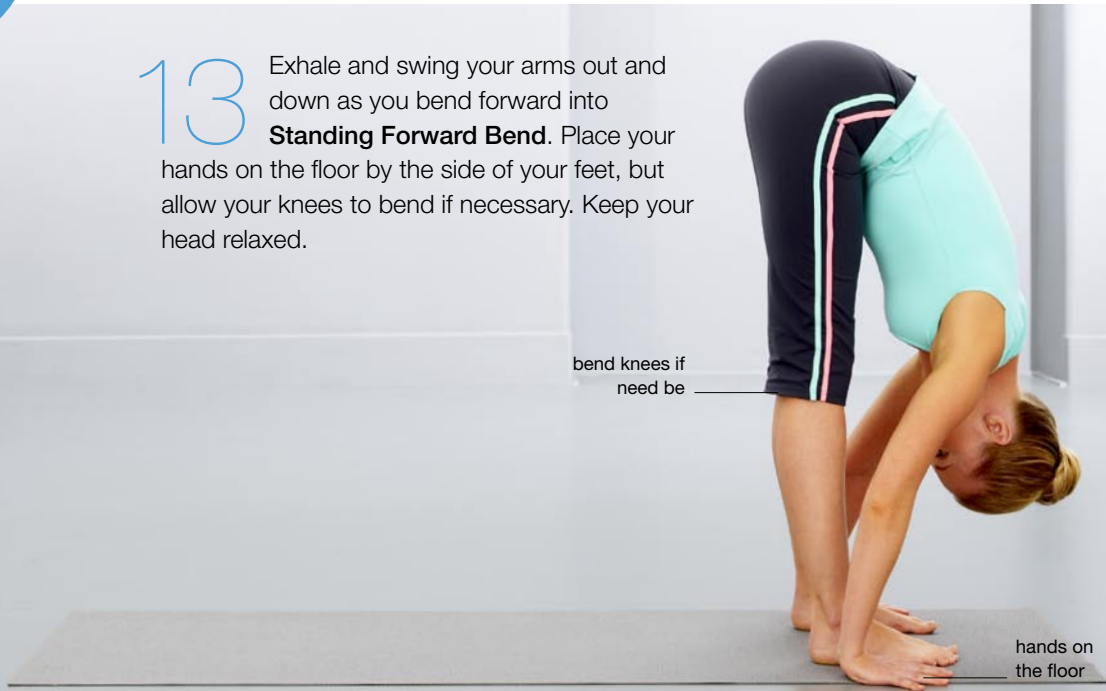 13
Exhale and swing your arms out and
down as you bend forward into
Standing Forward Bend. Place your
hands on the floor by the side of your feet, but
allow your knees to bend if necessary. Keep your
head relaxed.
bend knees if
need be
hands on
the floor